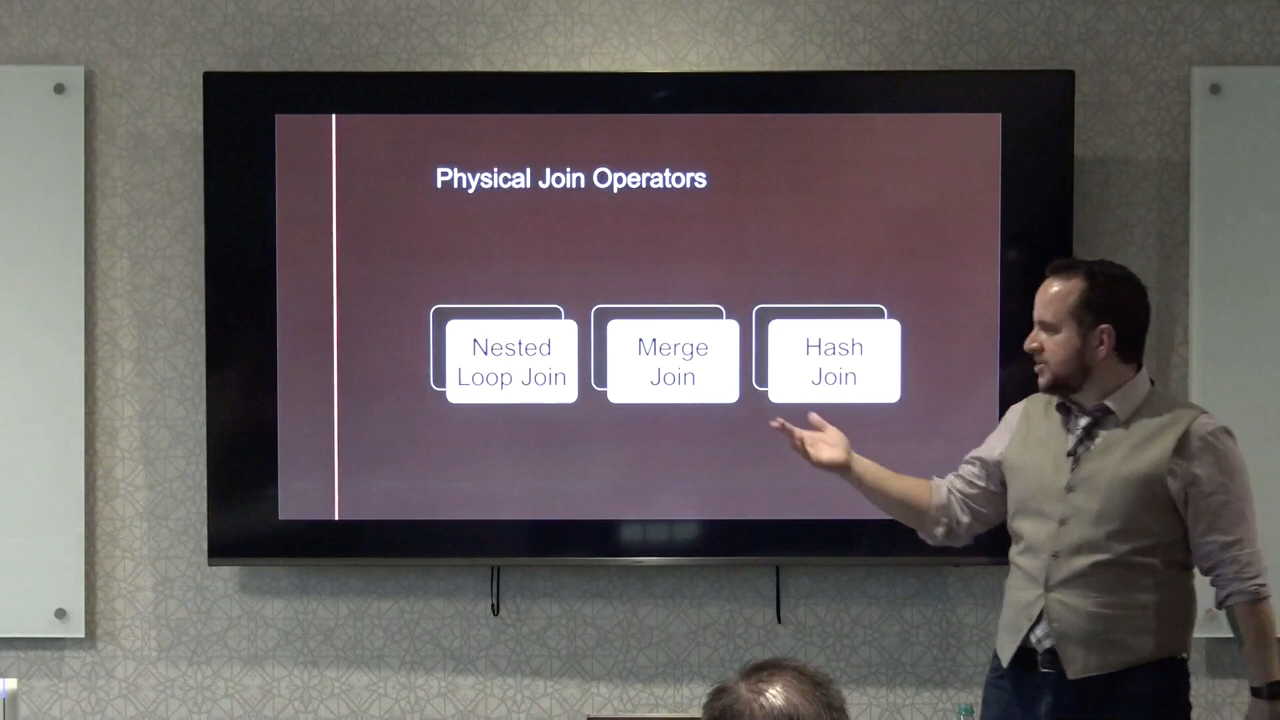 Physical Join Operators
Nested
Loop Join
Merge
Join
Hash
Join